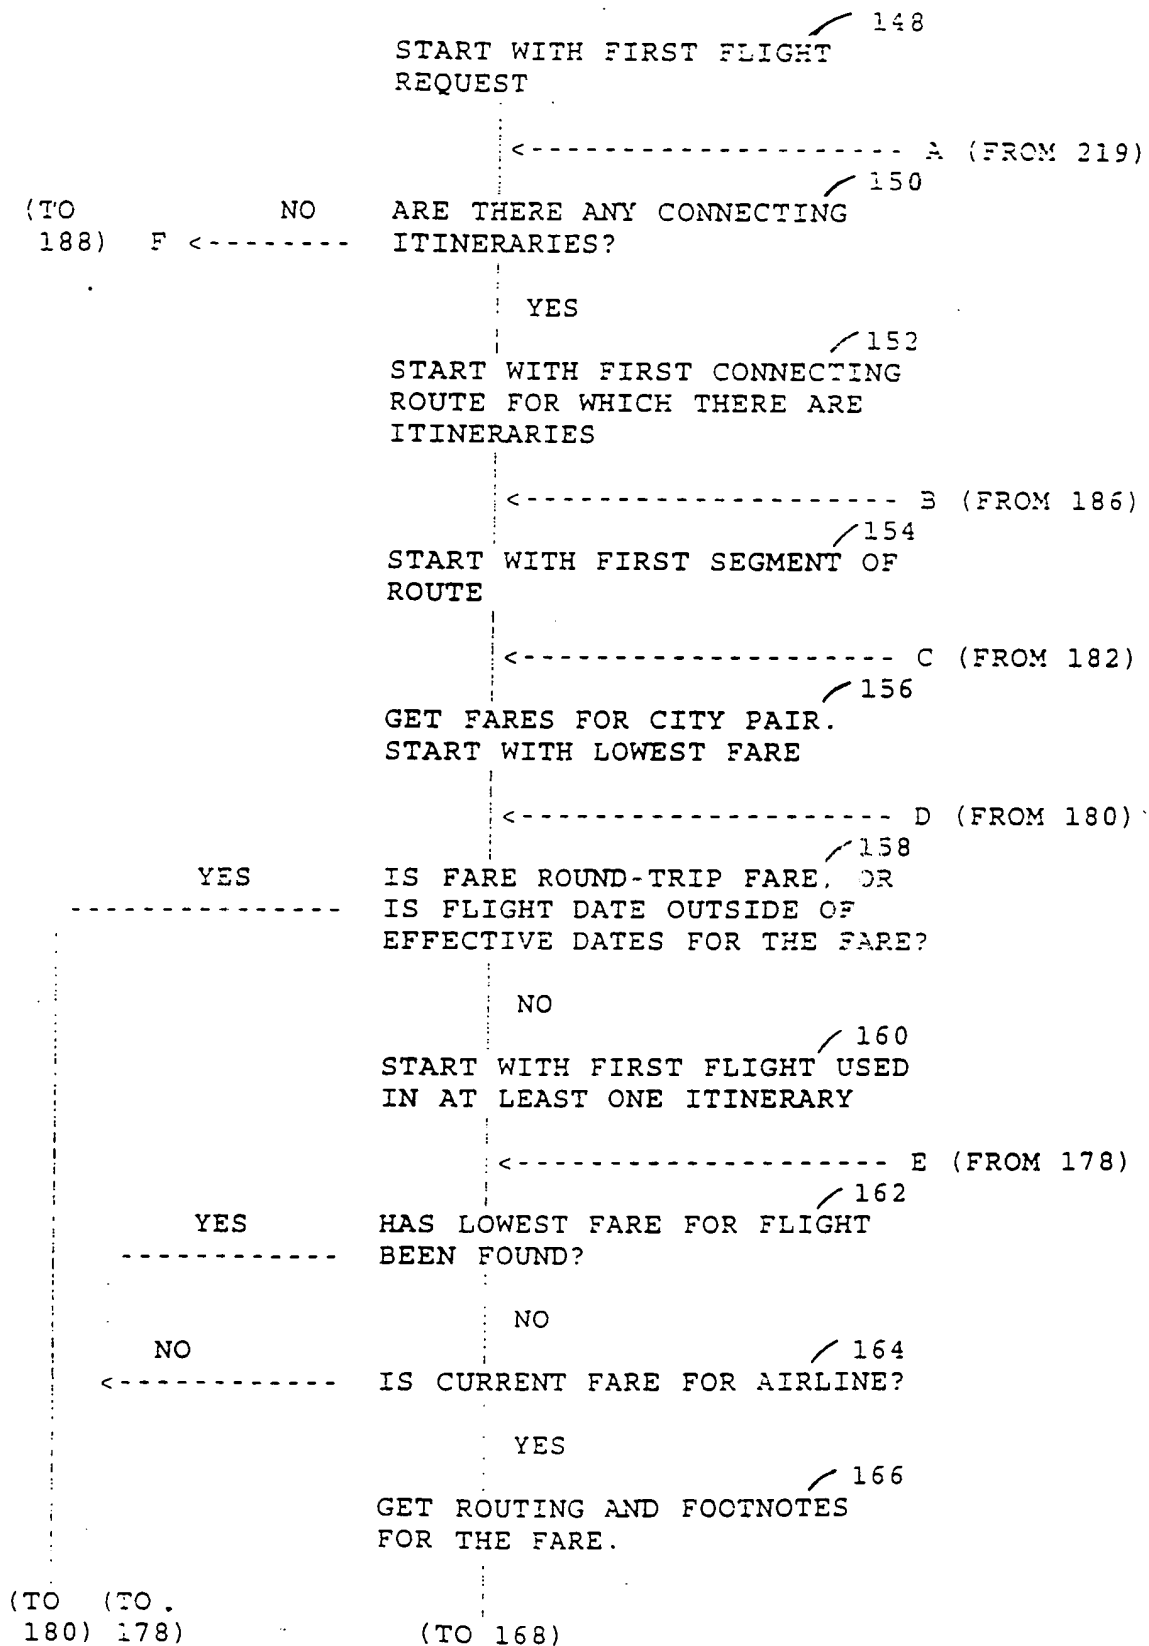 148
START WITH FIRST FLIGHT
REQUEST
<-------------------- A (FROM 219)
150
(TO NO ARE THERE ANY CONNECTING
188) F <-------- ITINERARIES?
YES
152
START WITH FIRST CONNECTING
ROUTE FOR WHICH THERE ARE
ITINERARIES
<-------------------- B (FROM 186)
154
START WITH FIRST SEGMENT OF
ROUTE
<-------------------- C (FROM 182)
156
GET FARES FOR CITY PAIR.
START WITH LOWEST FARE
<-------------------- D (FROM 180)
158
YES IS FARE ROUND-TRIP FARE, OR
--------------- IS FLIGHT DATE OUTSIDE OF
EFFECTIVE DATES FOR THE FARE?
NO
160
START WITH FIRST FLIGHT USED
IN AT LEAST ONE ITINERARY
<-------------------- E (FROM 178)
162
YES HAS LOWEST FARE FOR FLIGHT
------------ BEEN FOUND?
NO
NO 164
<------------ IS CURRENT FARE FOR AIRLINE?
YES
166
GET ROUTING AND FOOTNOTES
FOR THE FARE.
(TO (TO
180) 178) (TO 168)